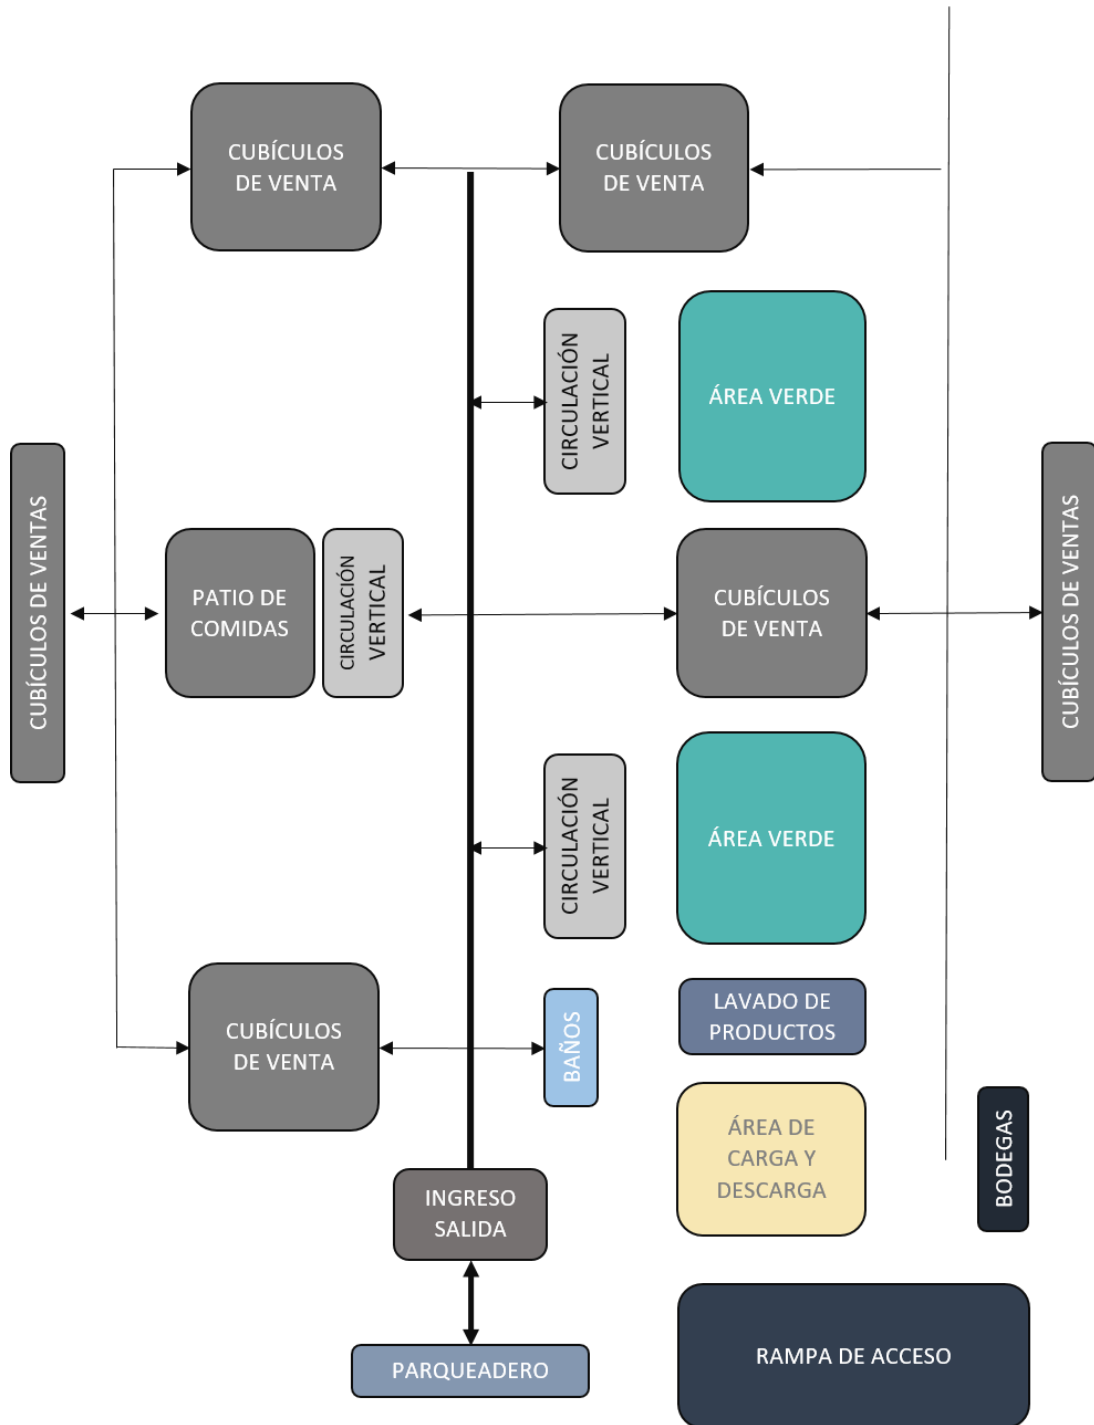 CUBÍCULOS
DE VENTA
CUBÍCULOS
DE VENTA
CIRCULACIÓN
VERTICAL
ÁREA VERDE
CUBÍCULOS DE VENTAS
PATIO DE
COMIDAS
CIRCULACIÓN
VERTICAL
CUBÍCULOS
DE VENTA
CUBÍCULOS DE VENTAS
CIRCULACIÓN
VERTICAL
ÁREA VERDE
CUBÍCULOS
DE VENTA
BAÑOS
LAVADO DE
PRODUCTOS
ÁREA DE
CARGA Y
DESCARGA
BODEGAS
INGRESO
SALIDA
PARQUEADERO
RAMPA DE ACCESO